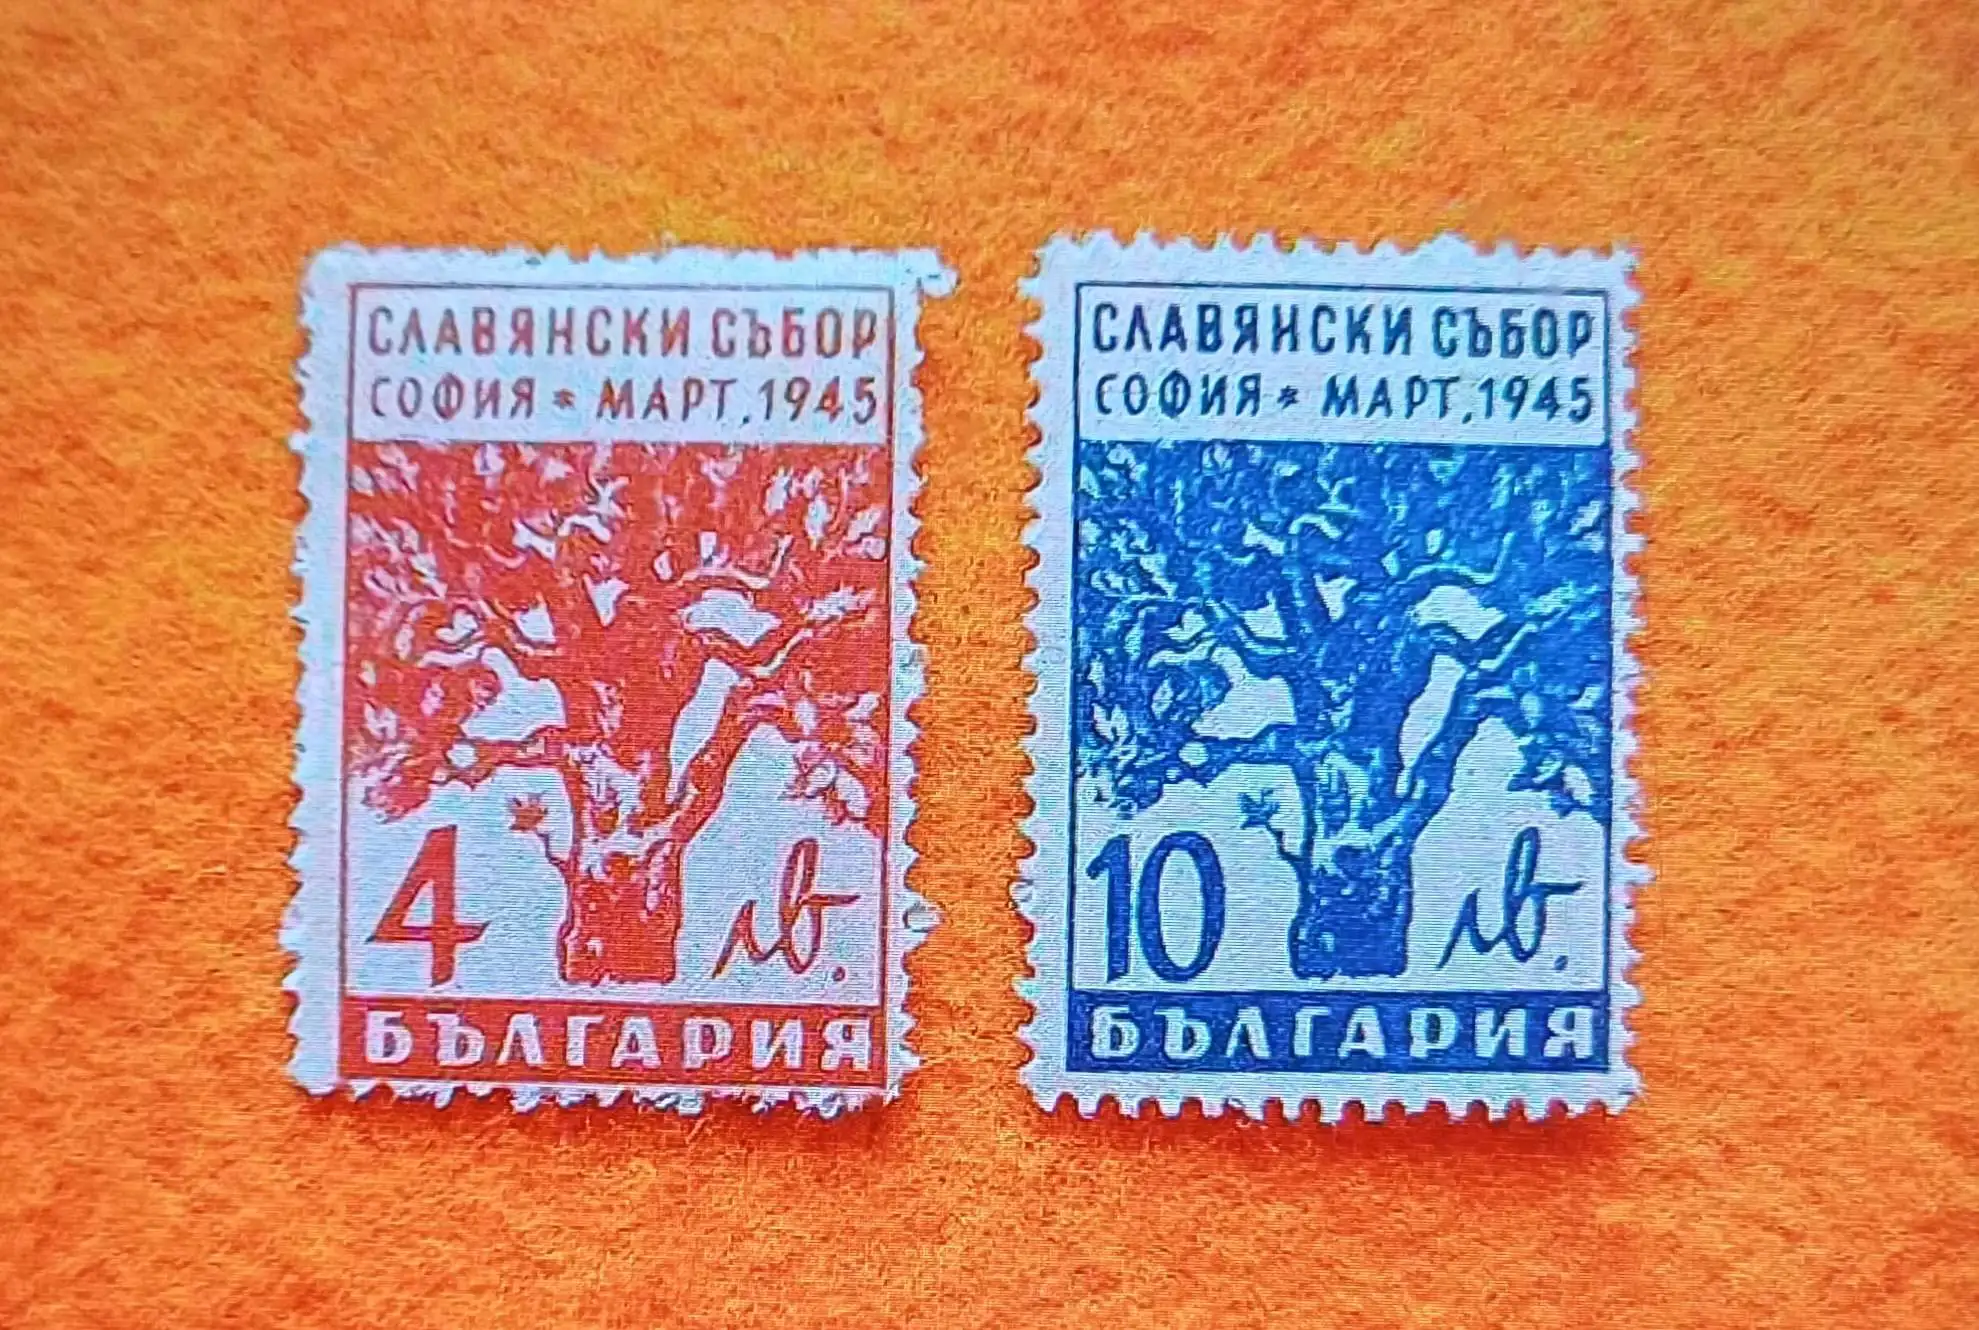 СЛАВЯНСКИ СЪБОР
СОФИЯ * МАРТ, 1945
4 лв.
БЪЛГАРИЯ
СЛАВЯНСКИ СЪБОР
СОФИЯ * МАРТ, 1945
10 лв.
БЪЛГАРИЯ